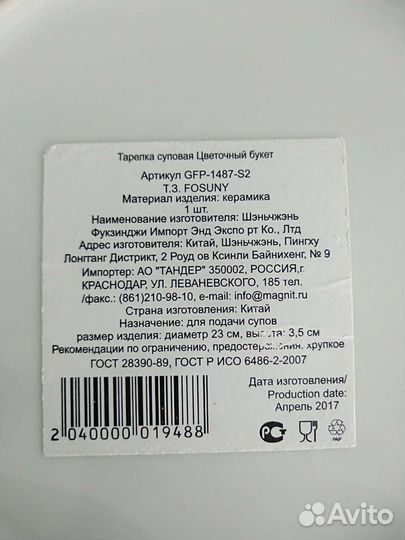 Тарелка суповая Цветочный букет
Артикул GFP-1487-S2
Т.З. FOSUNY
Материал изделия: керамика
1 шт.
Наименование изготовителя: Шэньчжэнь
Фукзинджи Импорт Энд Экспо рт Ко., Лтд
Адрес изготовителя: Китай, Шэньчжэнь, Пингху
Лонгганг Дистрикт, 2 Роуд ов Ксинли Байнихенг, № 9
Импортер: АО "ТАНДЕР" 350002, РОССИЯ,г.
КРАСНОДАР, УЛ. ЛЕВАНЕВСКОГО, 185 тел.
/факс.: (861)210-98-10, e-mail: info@magnit.ru
Страна изготовления: Китай
Назначение: для подачи супов
размер изделия: диаметр 23 см, высота: 3,5 см
Рекомендации по ограничению, предостережения: хрупкое
ГОСТ 28390-89, ГОСТ Р ИСО 6486-2-2007
Дата изготовления/
Production date:
Апрель 2017
2 040000 019488
PAP
Avito